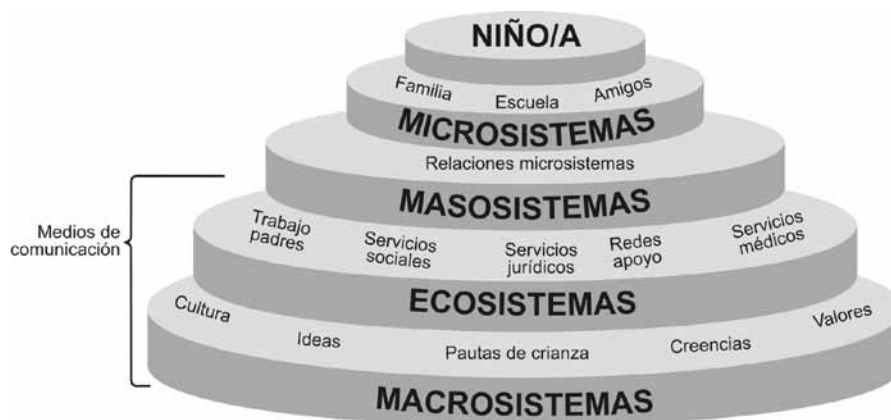 NIÑO/A
Familia Escuela Amigos
MICROSISTEMAS
Relaciones microsistemas
MASOSISTEMAS
Medios de
comunicación
Trabajo
padres
Servicios
sociales
Servicios
jurídicos
Redes
apoyo
Servicios
médicos
ECOSISTEMAS
Cultura Ideas Pautas de crianza Creencias Valores
MACROSISTEMAS